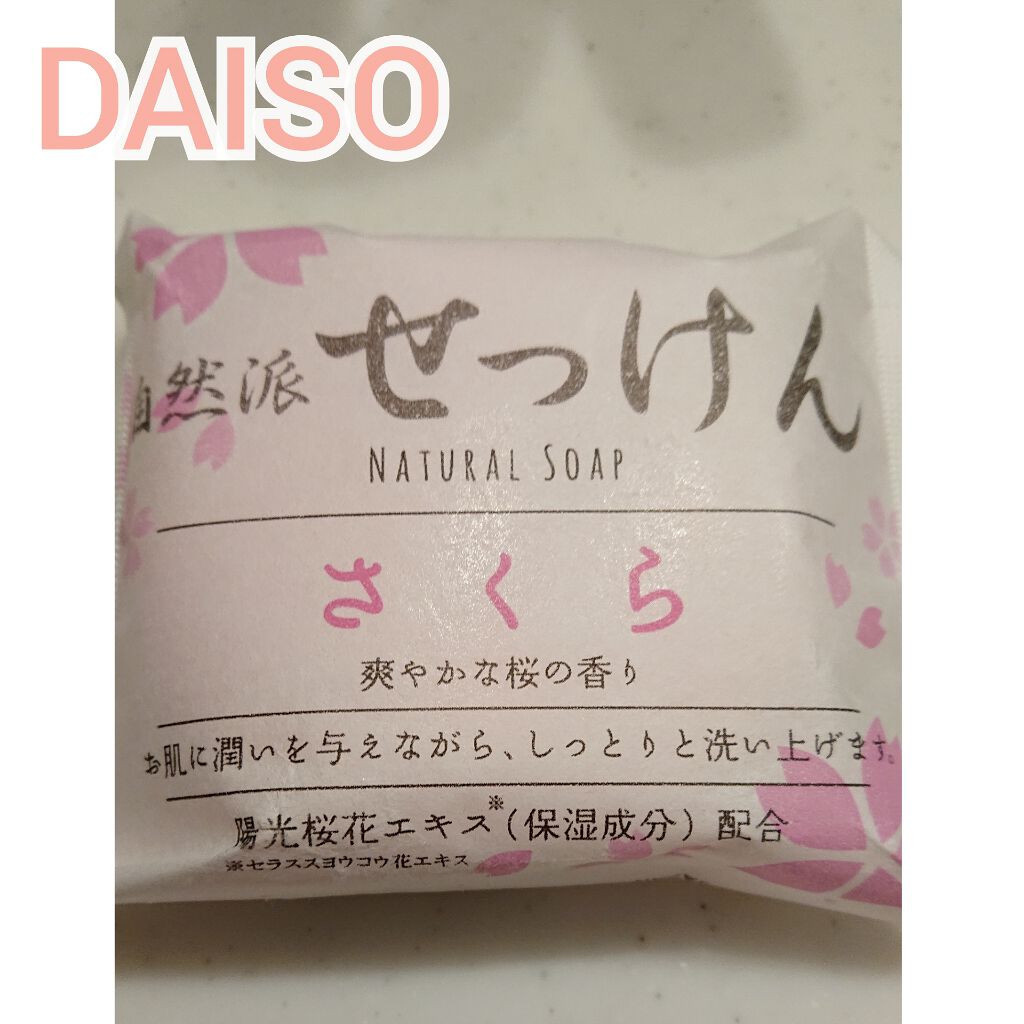 DAISO
自然派 せっけん
NATURAL SOAP
さくら
爽やかな桜の香り
お肌に潤いを与えながら、しっとりと洗い上げます。
陽光桜花エキス※(保湿成分)配合
※セラススヨウコウ花エキス